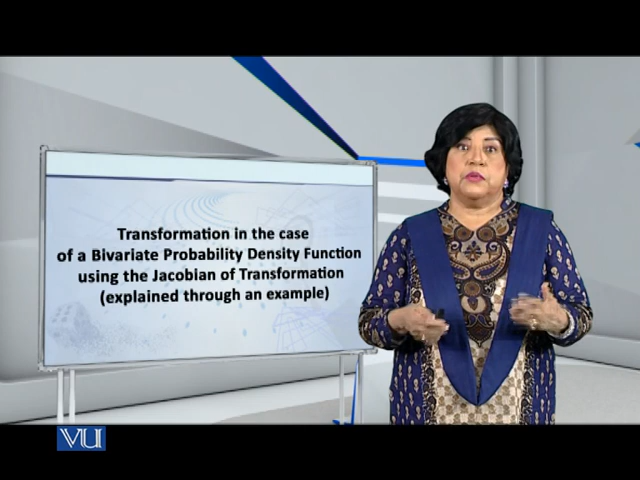 Transformation in the case
of a Bivariate Probability Density Function
using the Jacobian of Transformation
(explained through an example)
VU